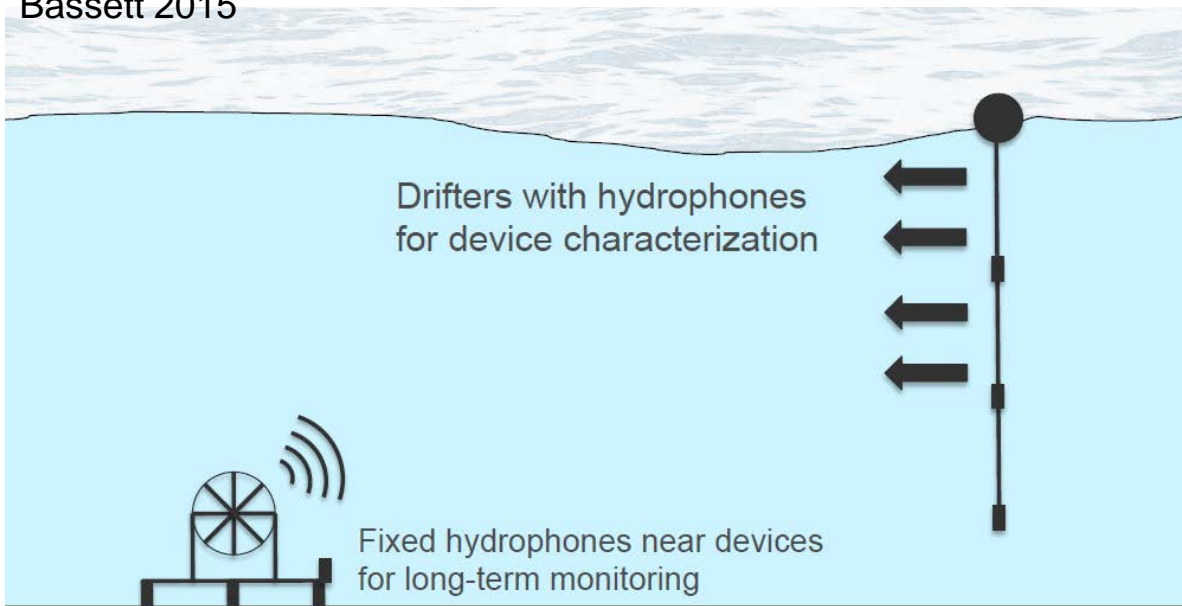 Bassett 2015
Drifters with hydrophones
for device characterization
Fixed hydrophones near devices
for long-term monitoring